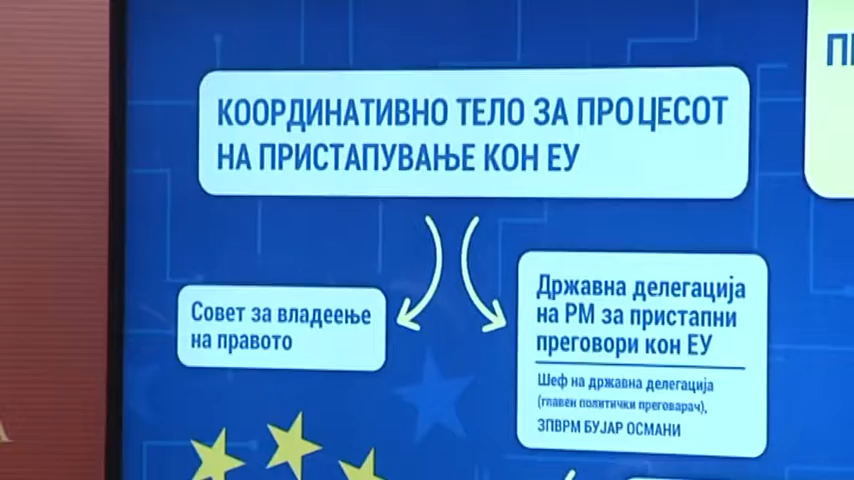 КООРДИНАТИВНО ТЕЛО ЗА ПРОЦЕСОТ
НА ПРИСТАПУВАЊЕ КОН ЕУ
Совет за владеење
на правото
Државна делегација
на РМ за пристапни
преговори кон ЕУ
Шеф на државна делегација
(главен политички преговарач),
ЗПВРМ БУЈАР ОСМАНИ